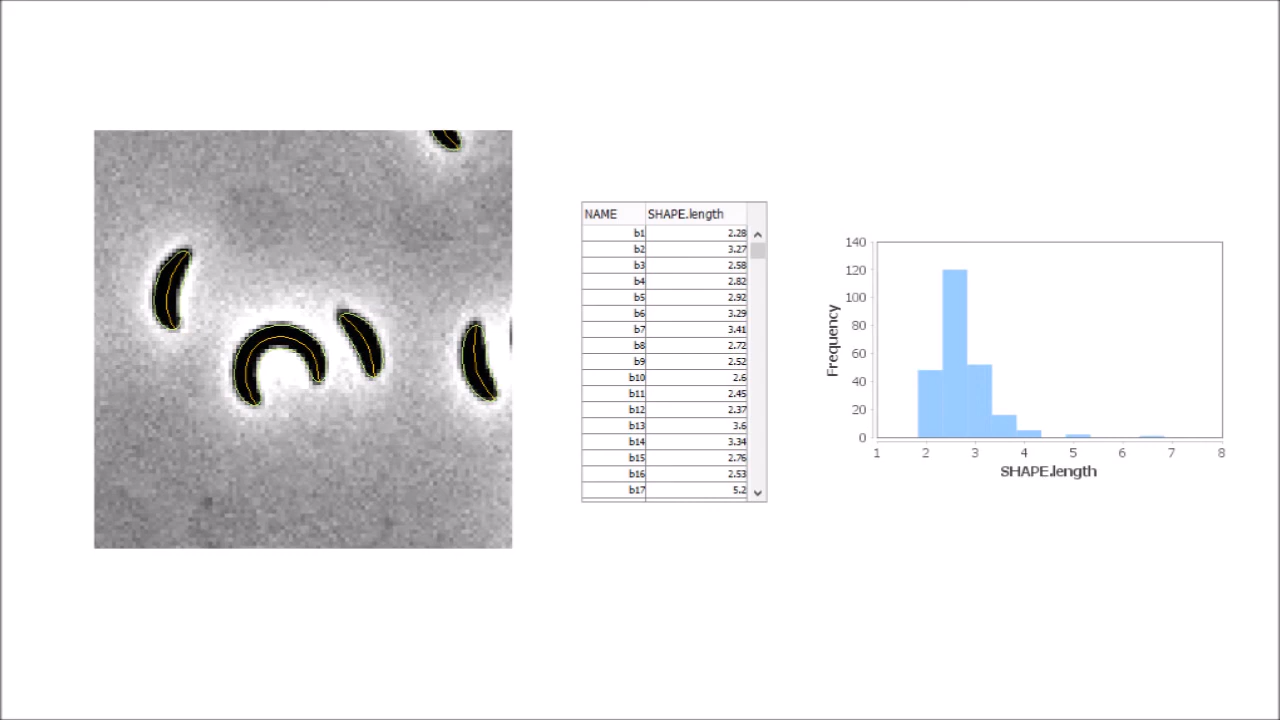 NAME SHAPE.length
b1 2.28
b2 3.27
b3 2.58
b4 2.82
b5 2.92
b6 3.29
b7 3.41
b8 2.72
b9 2.52
b10 2.6
b11 2.45
b12 2.37
b13 3.6
b14 3.34
b15 2.76
b16 2.53
b17 5.2
140
120
100
80
60
40
20
0
Frequency
1 2 3 4 5 6 7 8
SHAPE.length